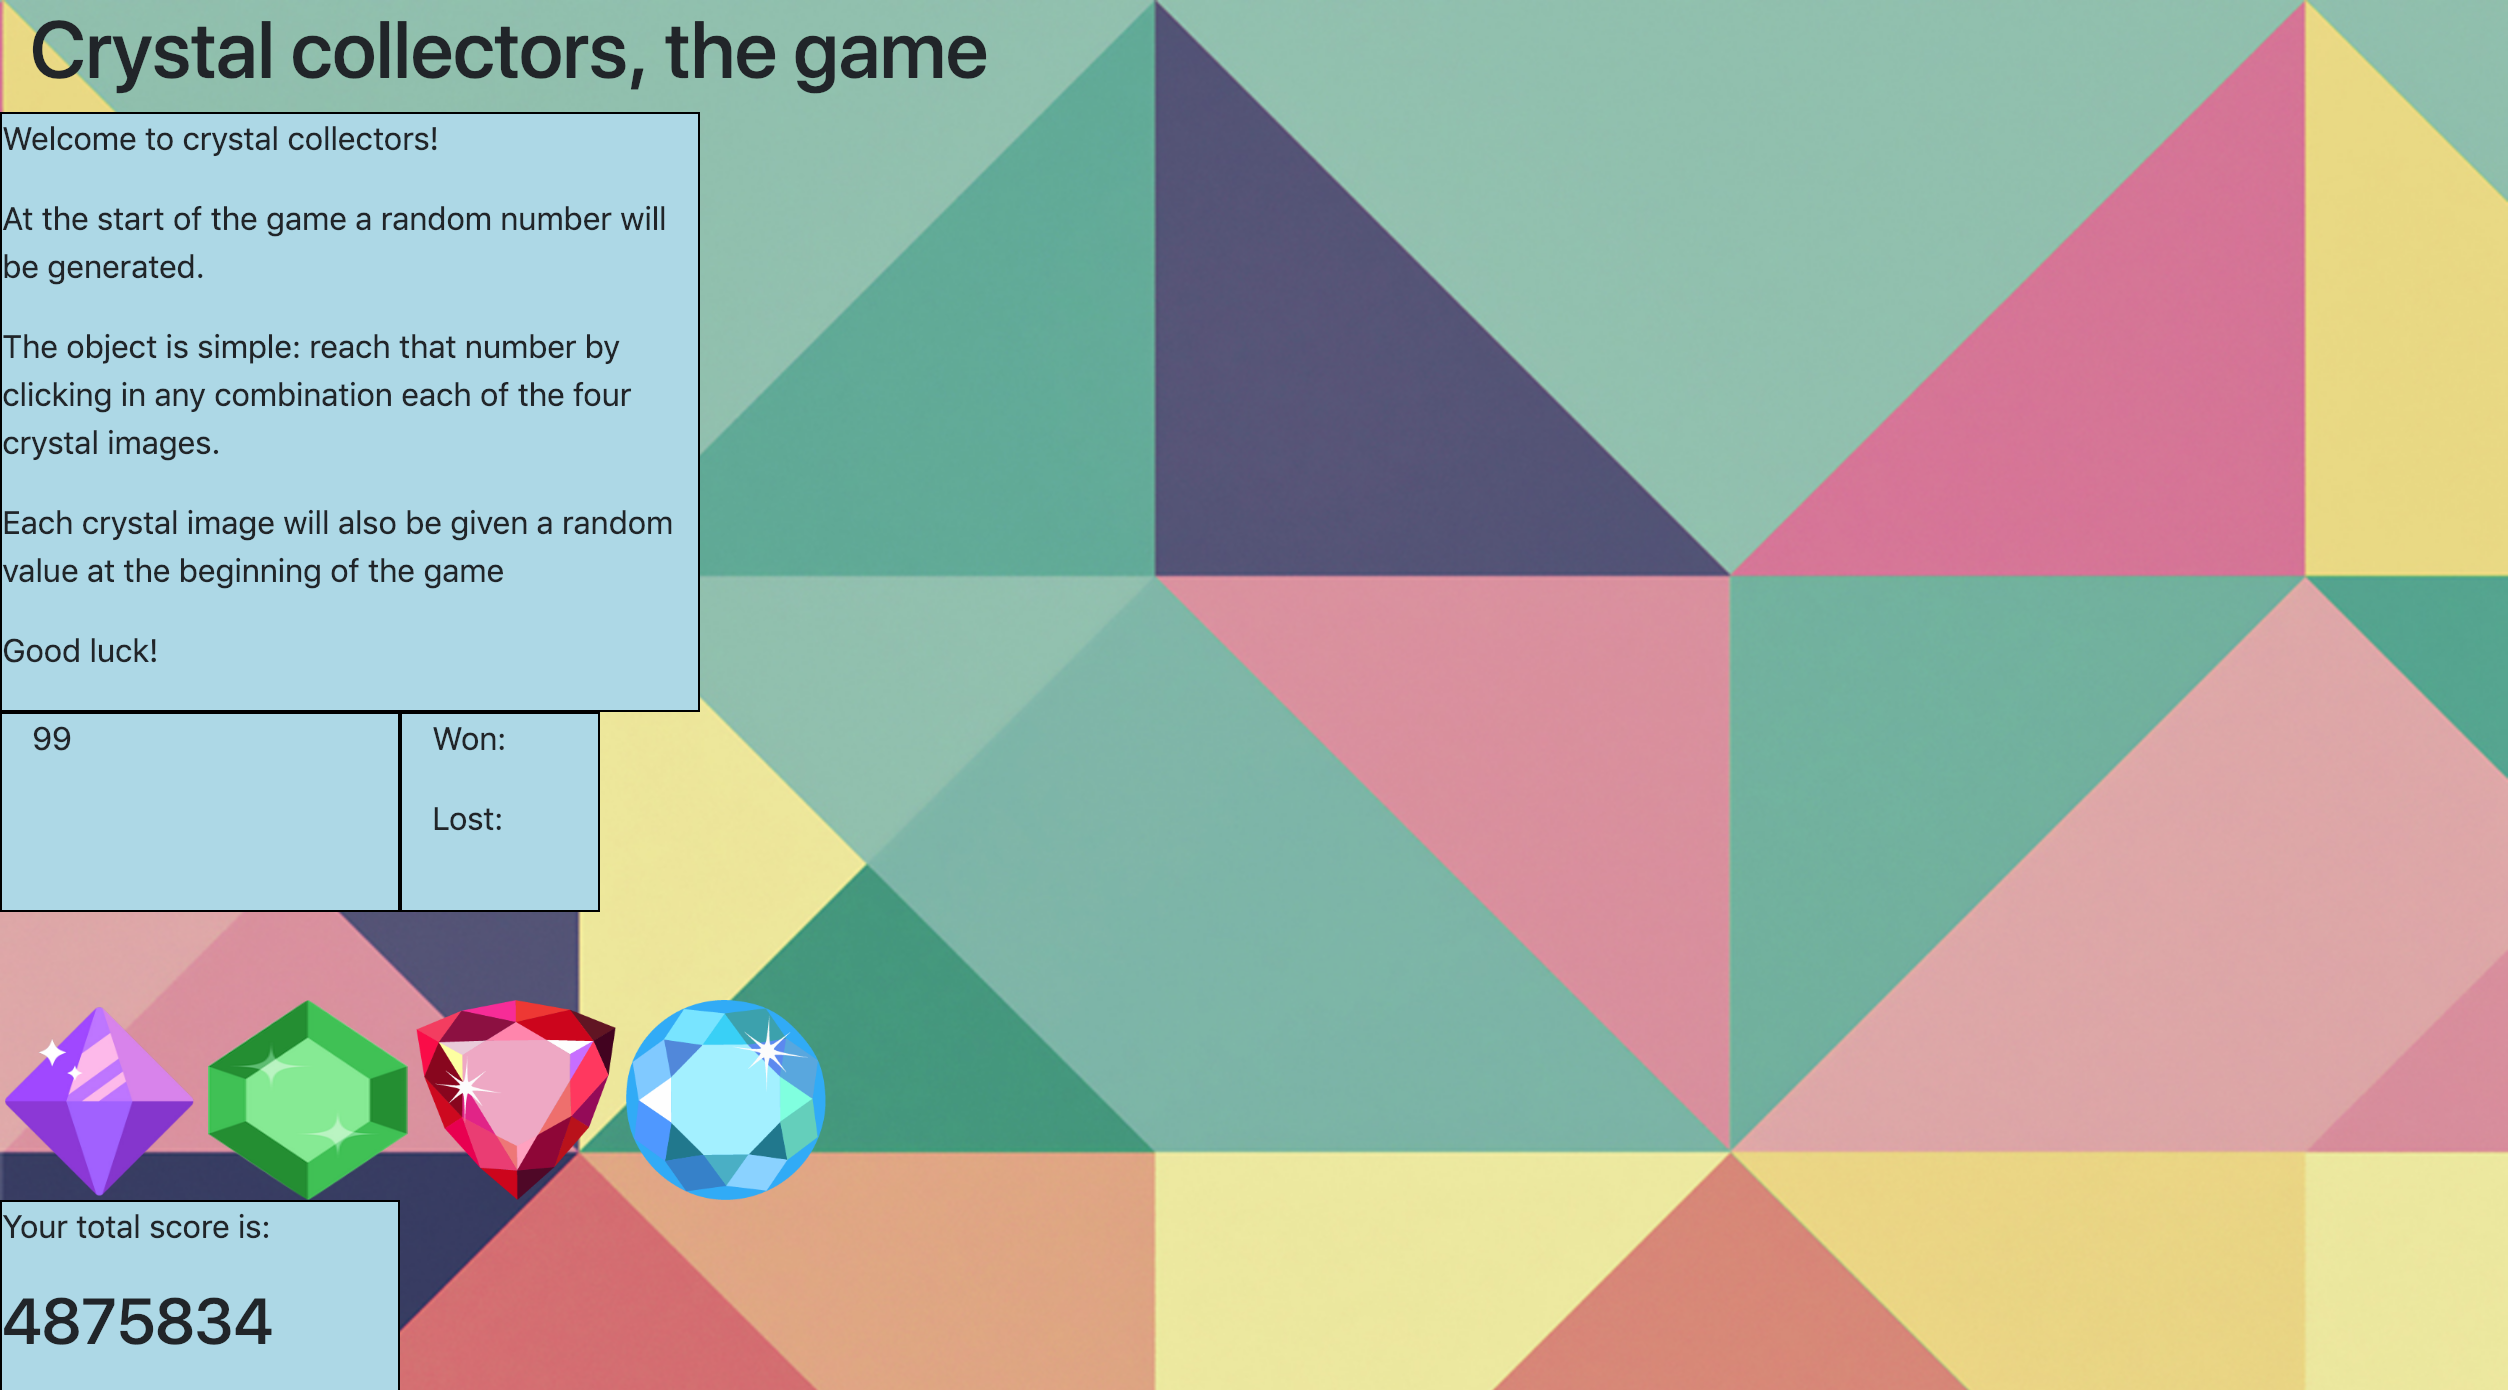 Crystal collectors, the game
Welcome to crystal collectors!
At the start of the game a random number will
be generated.
The object is simple: reach that number by
clicking in any combination each of the four
crystal images.
Each crystal image will also be given a random
value at the beginning of the game
Good luck!
99
Won:
Lost:
Your total score is:
4875834